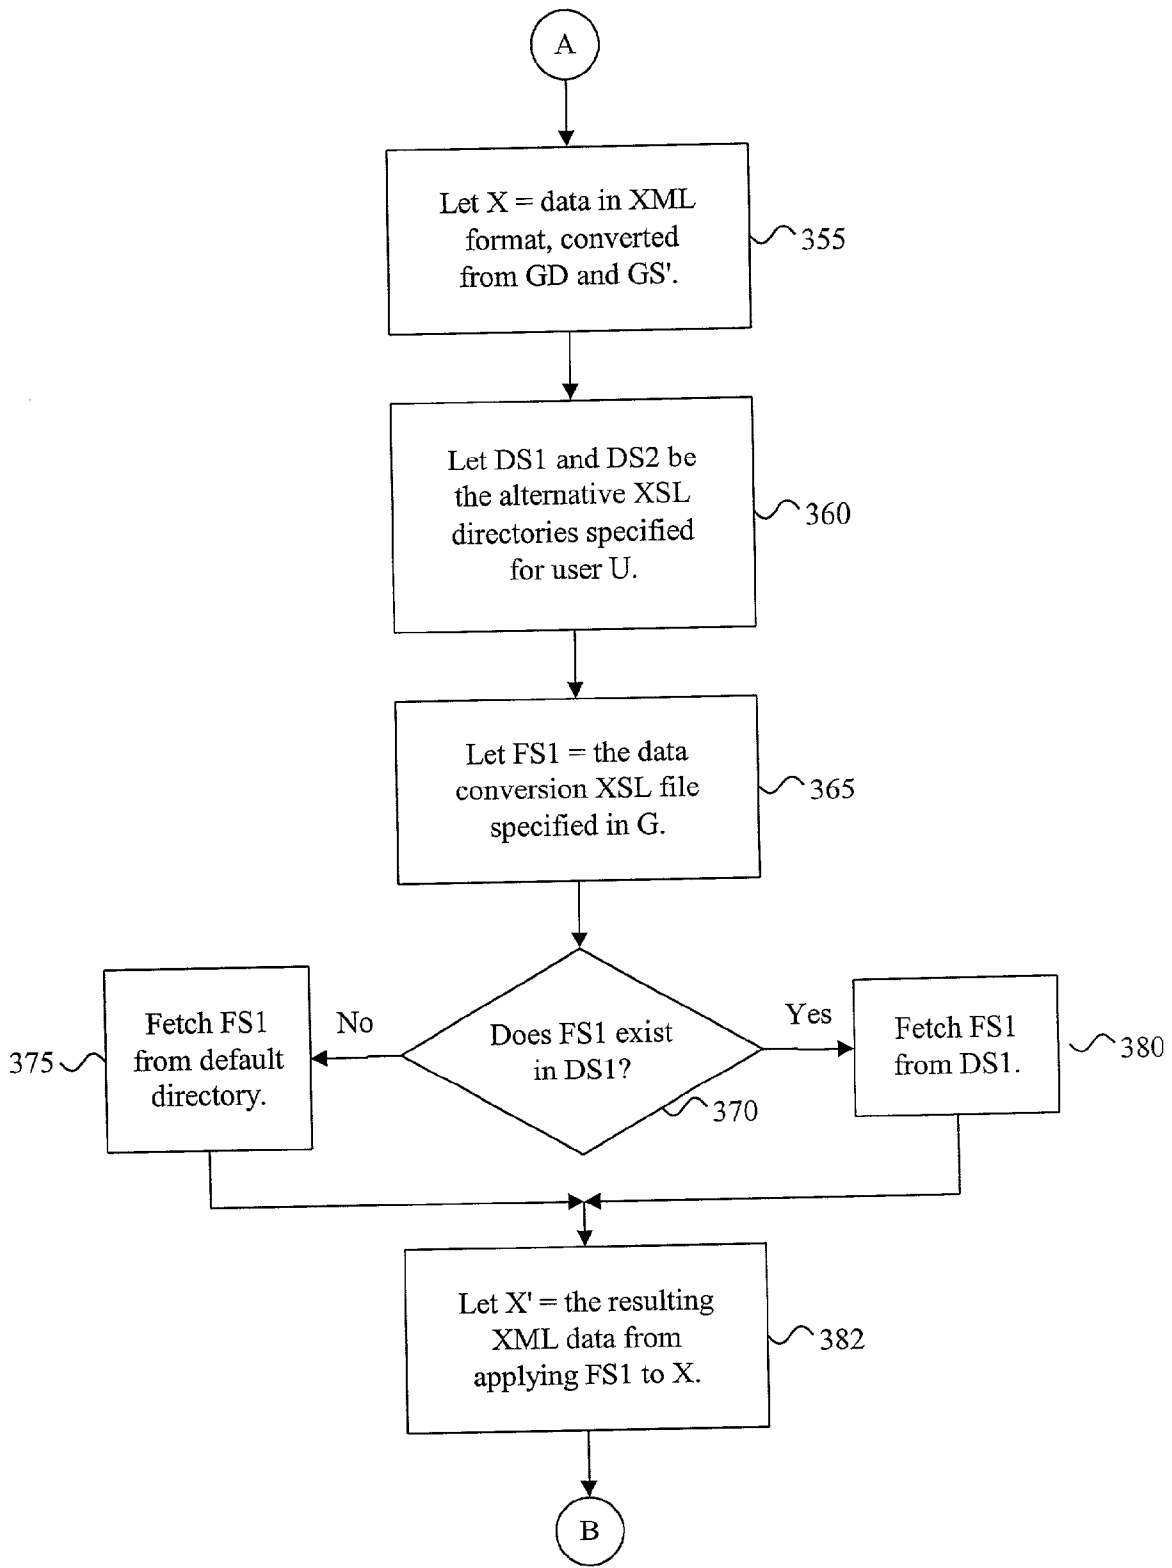 A
Let X = data in XML
format, converted
from GD and GS'.
355
Let DS1 and DS2 be
the alternative XSL
directories specified
for user U.
360
Let FS1 = the data
conversion XSL file
specified in G.
365
Does FS1 exist
in DS1?
370
No
Yes
Fetch FS1
from default
directory.
375
Fetch FS1
from DS1.
380
Let X' = the resulting
XML data from
applying FS1 to X.
382
B